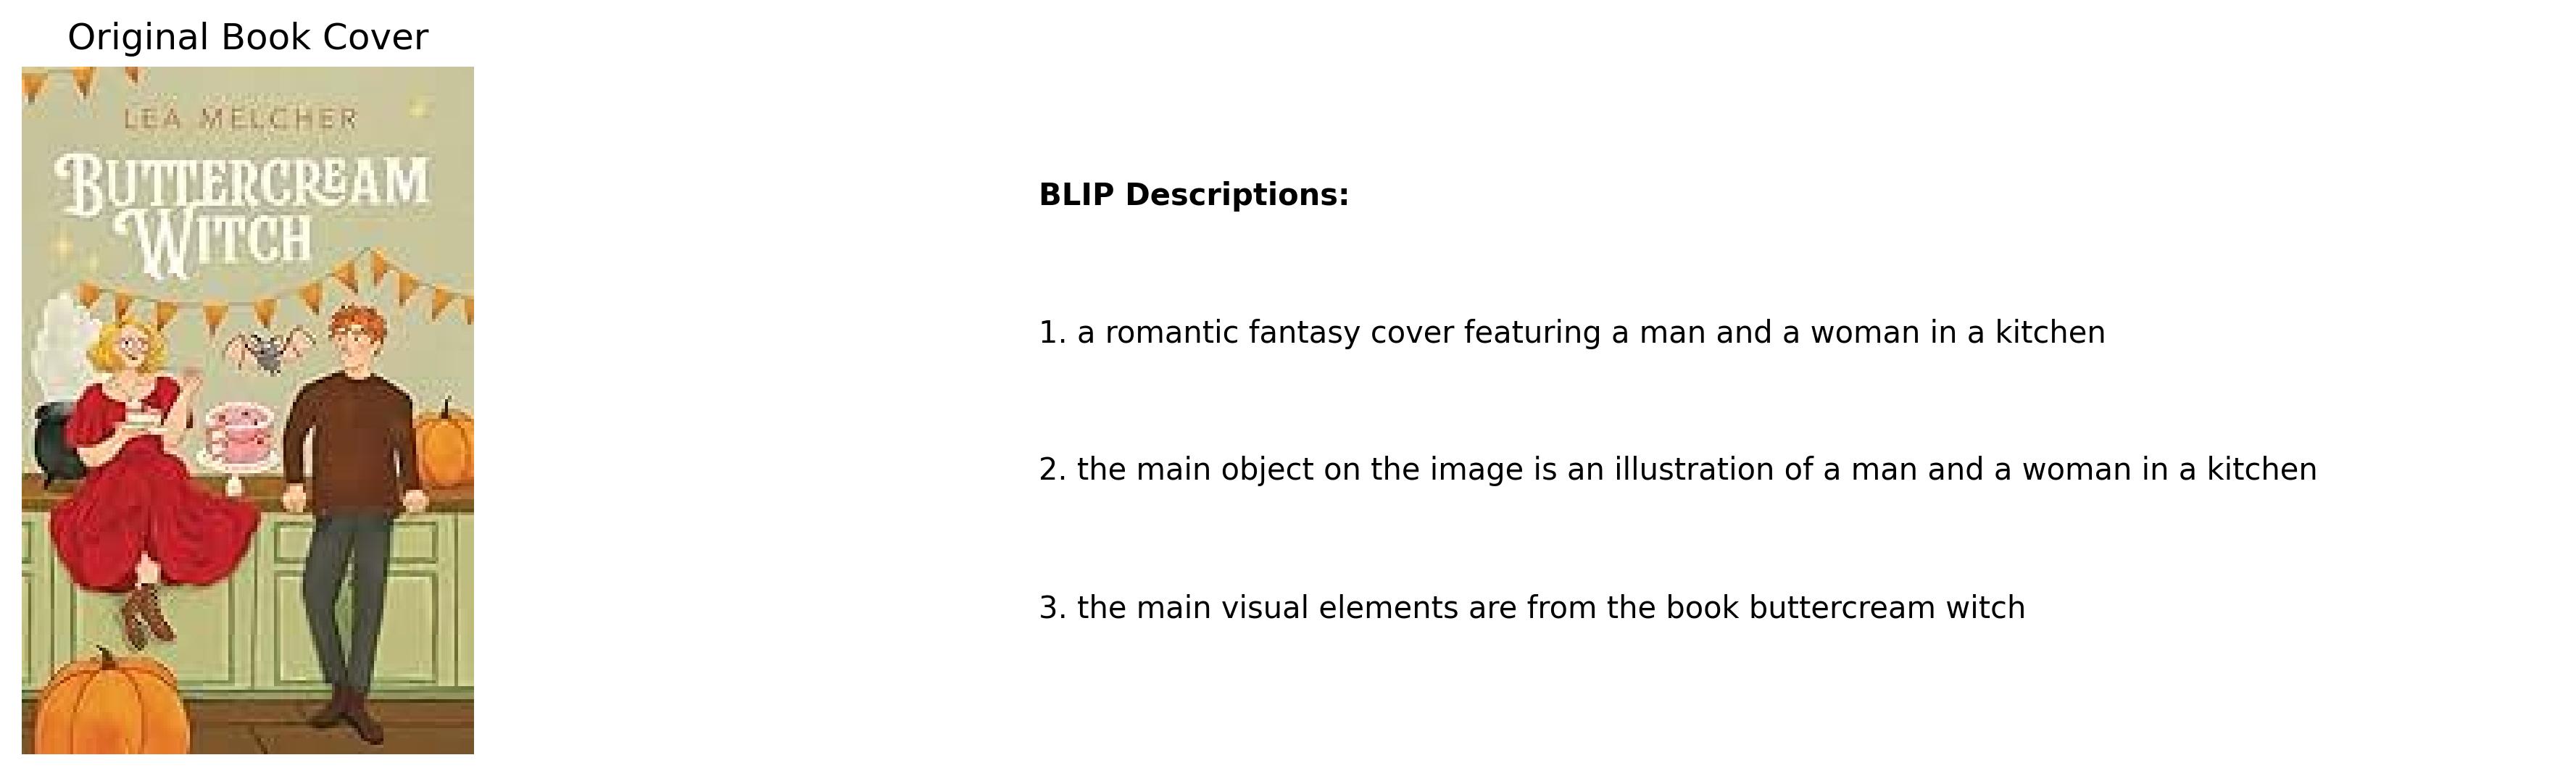 Original Book Cover
LEA MELCHER
BUTTERCREAM
WITCH
BLIP Descriptions:
1. a romantic fantasy cover featuring a man and a woman in a kitchen
2. the main object on the image is an illustration of a man and a woman in a kitchen
3. the main visual elements are from the book buttercream witch